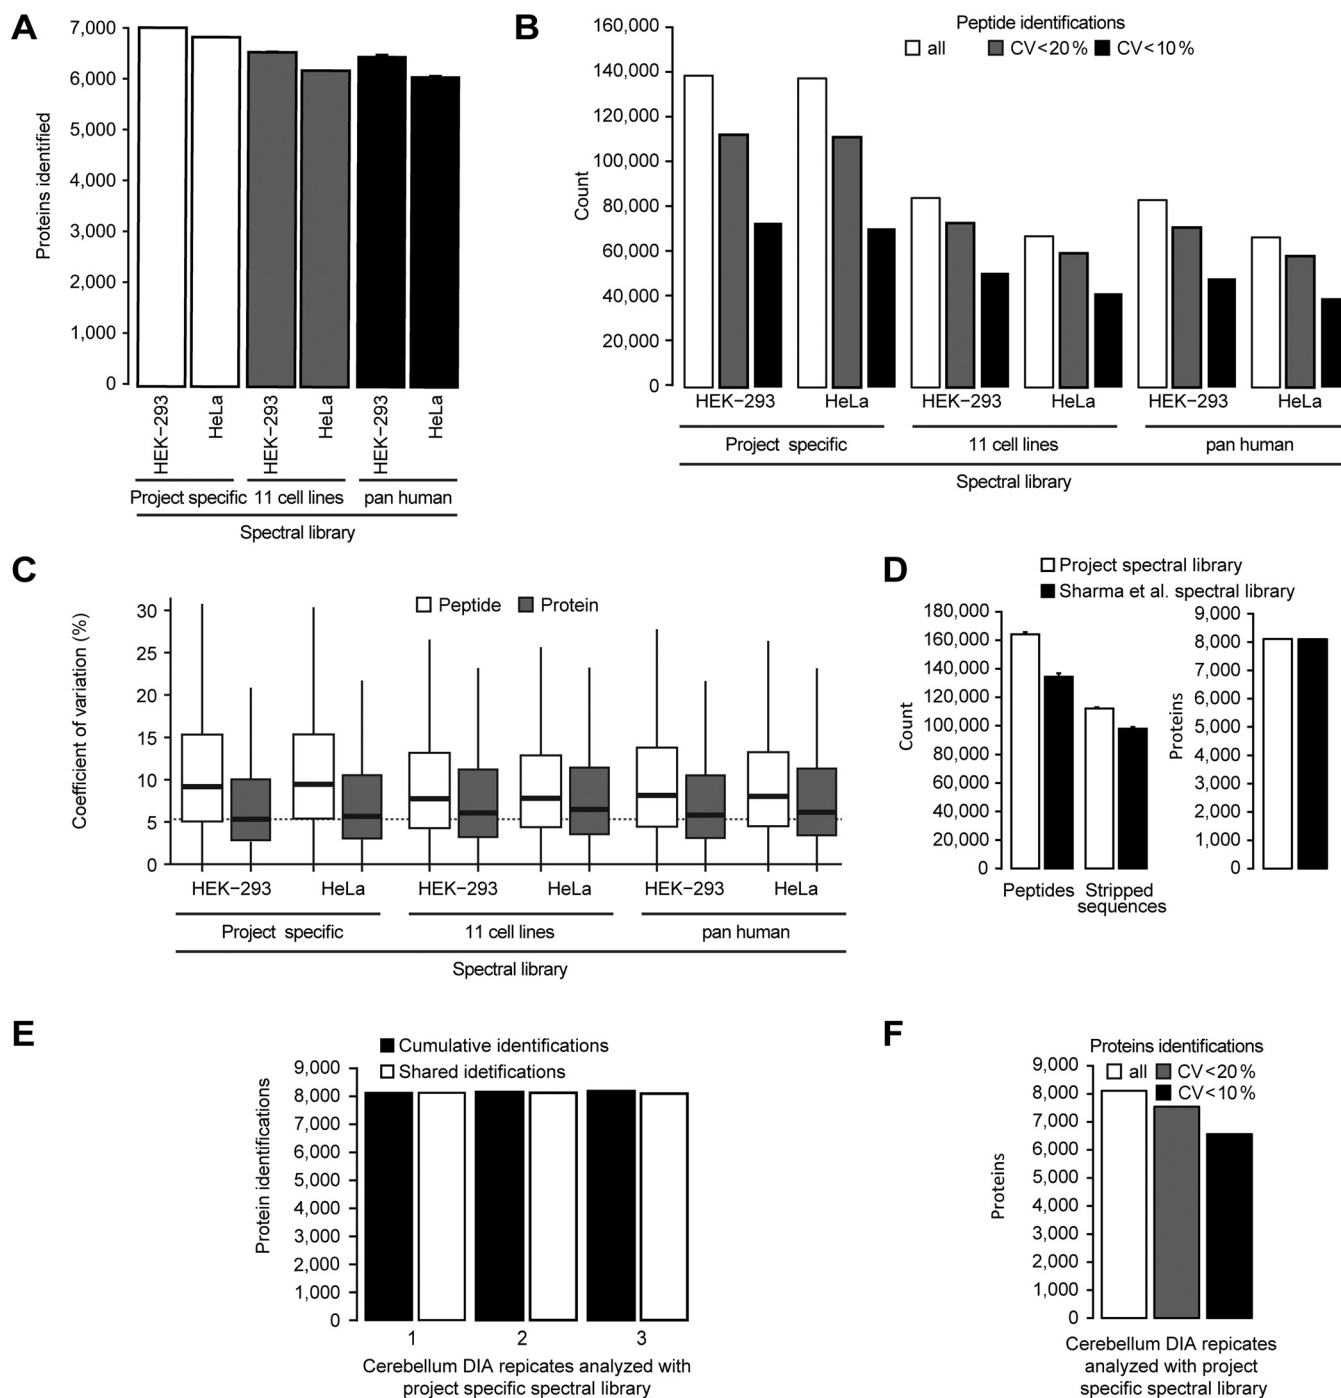 A
7,000
6,000
5,000
4,000
3,000
2,000
1,000
0
Proteins identified
HEK−293
HeLa
HEK−293
HeLa
HEK−293
HeLa
Project specific
11 cell lines
pan human
Spectral library
B
Peptide identifications
all
CV<20%
CV<10%
160,000
140,000
120,000
100,000
80,000
60,000
40,000
20,000
0
Count
HEK−293
HeLa
HEK−293
HeLa
HEK−293
HeLa
Project specific
11 cell lines
pan human
Spectral library
C
Peptide
Protein
30
25
20
15
10
5
0
Coefficient of variation (%)
HEK−293
HeLa
HEK−293
HeLa
HEK−293
HeLa
Project specific
11 cell lines
pan human
Spectral library
D
Project spectral library
Sharma et al. spectral library
180,000
160,000
140,000
120,000
100,000
80,000
60,000
40,000
20,000
0
Count
Peptides
Stripped
sequences
9,000
8,000
7,000
6,000
5,000
4,000
3,000
2,000
1,000
0
Proteins
E
Cumulative identifications
Shared idetifications
9,000
8,000
7,000
6,000
5,000
4,000
3,000
2,000
1,000
0
Protein identifications
1
2
3
Cerebellum DIA repicates analyzed with
project specific spectral library
F
Proteins identifications
all
CV<20%
CV<10%
9,000
8,000
7,000
6,000
5,000
4,000
3,000
2,000
1,000
0
Proteins
Cerebellum DIA repicates
analyzed with project
specific spectral library